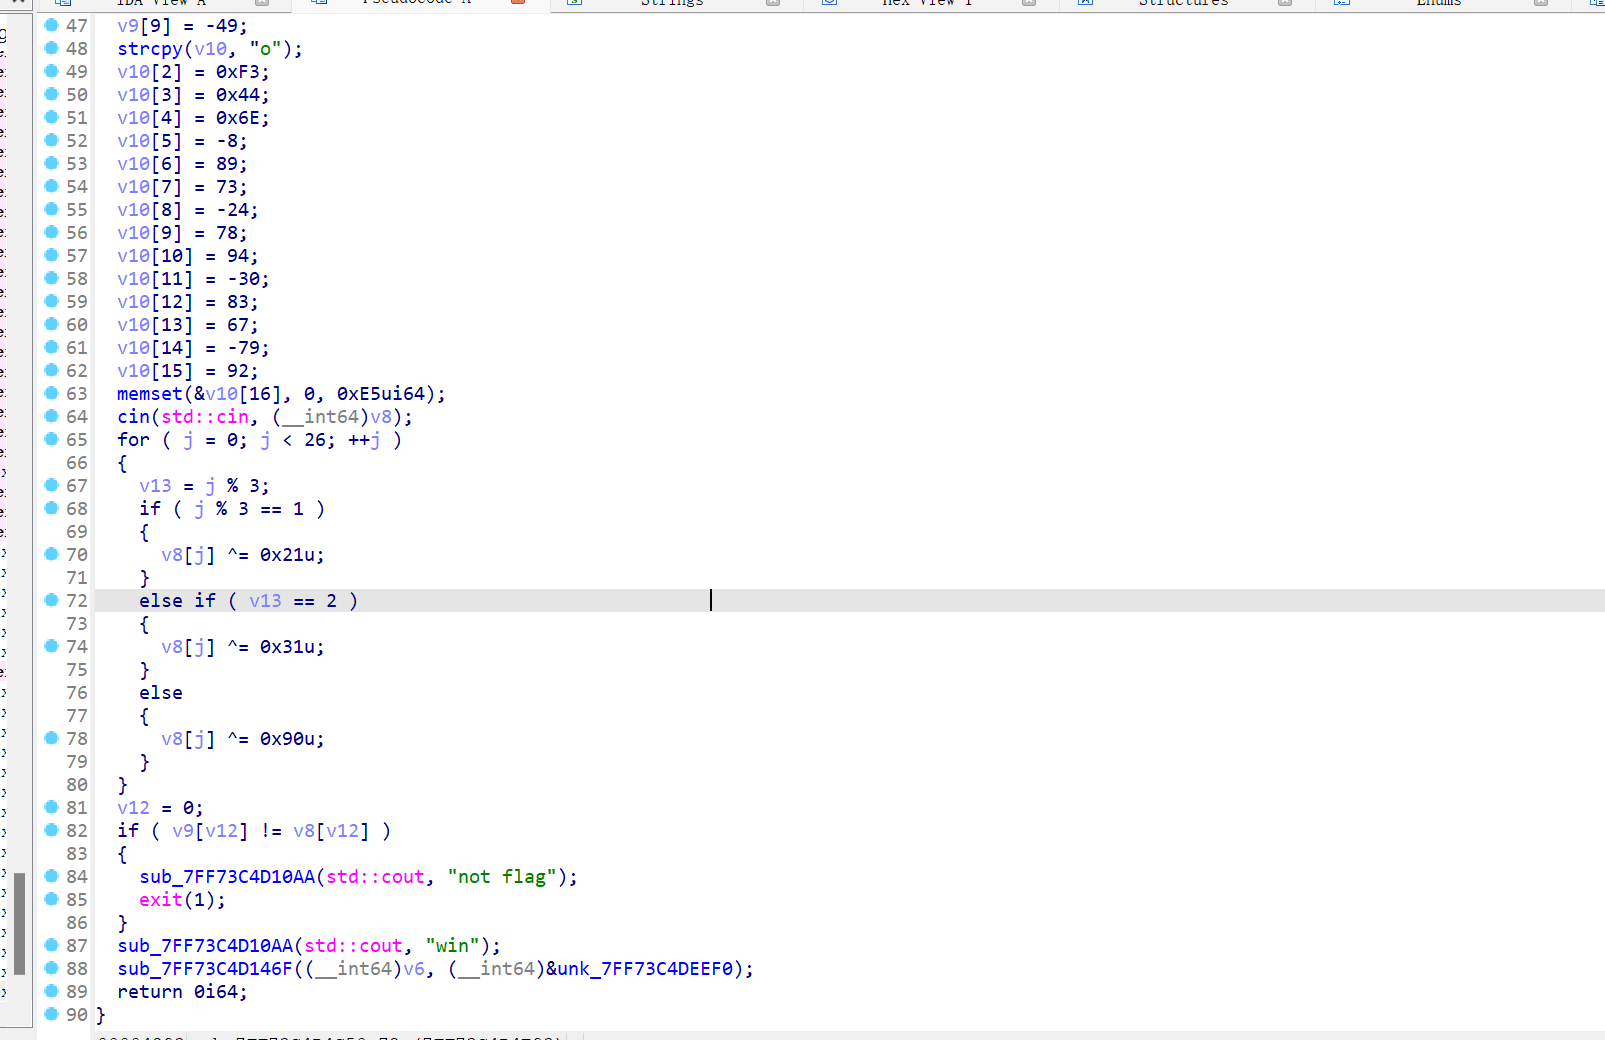 IDA View A Pseudocode A Strings Hex View 1 Structures Enums
47 v9[9] = -49;
48 strcpy(v10, "o");
49 v10[2] = 0xF3;
50 v10[3] = 0x44;
51 v10[4] = 0x6E;
52 v10[5] = -8;
53 v10[6] = 89;
54 v10[7] = 73;
55 v10[8] = -24;
56 v10[9] = 78;
57 v10[10] = 94;
58 v10[11] = -30;
59 v10[12] = 83;
60 v10[13] = 67;
61 v10[14] = -79;
62 v10[15] = 92;
63 memset(&v10[16], 0, 0xE5ui64);
64 cin(std::cin, (__int64)v8);
65 for ( j = 0; j < 26; ++j )
66 {
67 v13 = j % 3;
68 if ( j % 3 == 1 )
69 {
70 v8[j] ^= 0x21u;
71 }
72 else if ( v13 == 2 )
73 {
74 v8[j] ^= 0x31u;
75 }
76 else
77 {
78 v8[j] ^= 0x90u;
79 }
80 }
81 v12 = 0;
82 if ( v9[v12] != v8[v12] )
83 {
84 sub_7FF73C4D10AA(std::cout, "not flag");
85 exit(1);
86 }
87 sub_7FF73C4D10AA(std::cout, "win");
88 sub_7FF73C4D146F((__int64)v6, (__int64)&unk_7FF73C4DEEF0);
89 return 0i64;
90 }